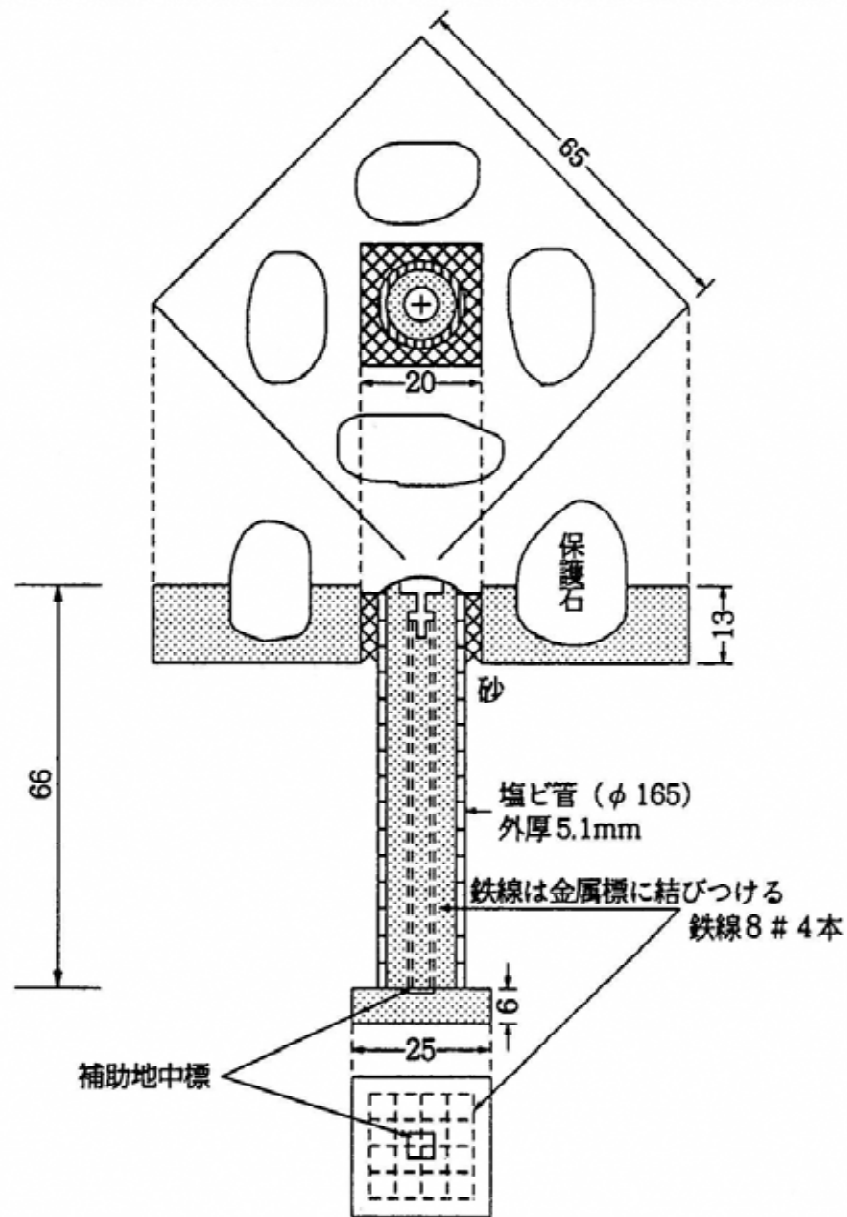 65
20
保護石
13
砂
66
塩ビ管（φ165）
外厚5.1mm
鉄線は金属標に結びつける
鉄線8＃4本
6
25
補助地中標